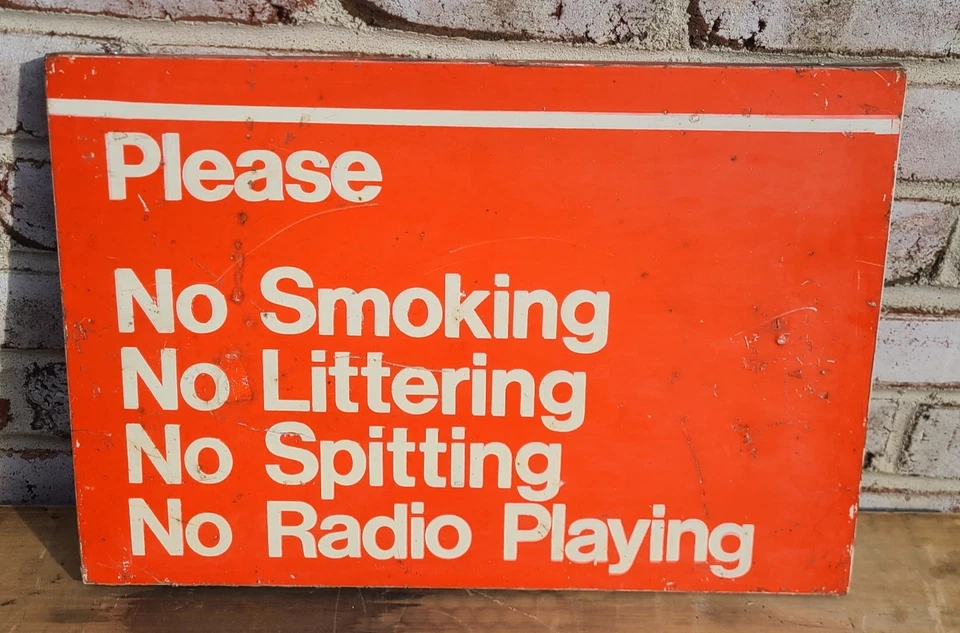 Please
No Smoking
No Littering
No Spitting
No Radio Playing